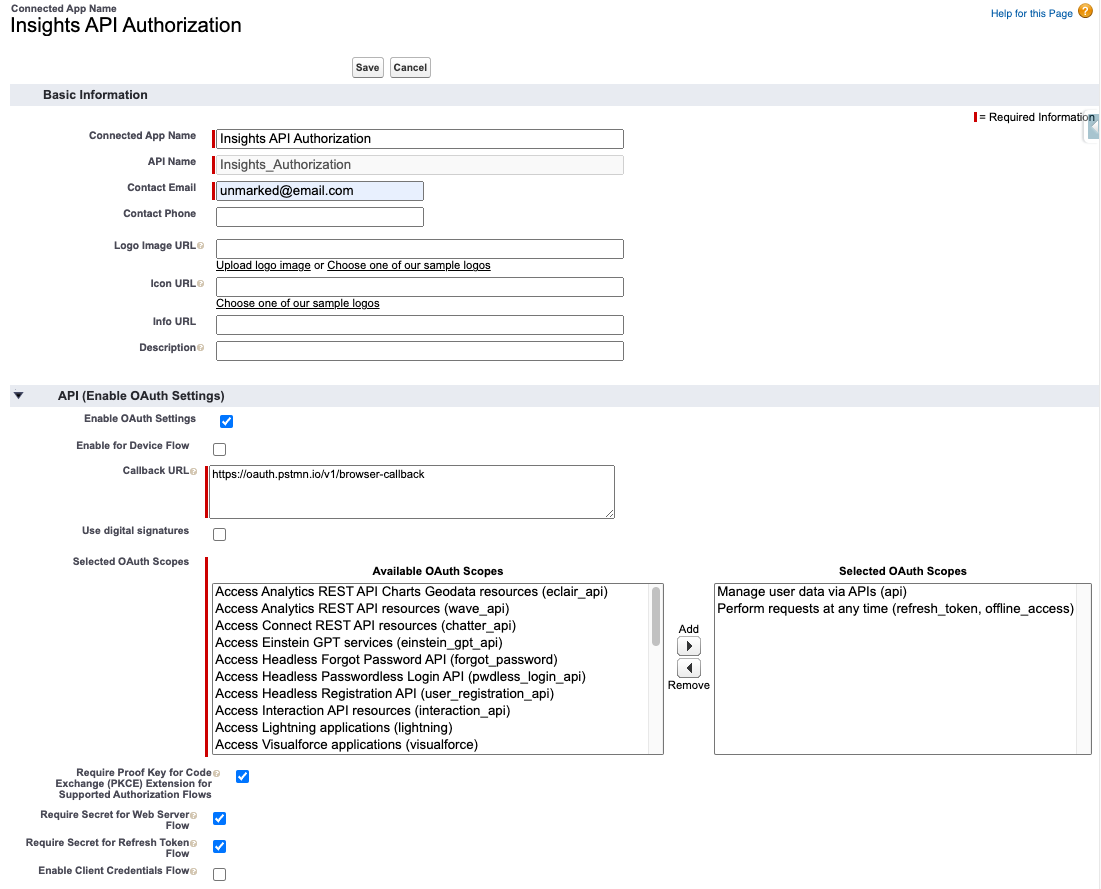 Connected App Name
Insights API Authorization
Help for this Page ?
Save Cancel
Basic Information
= Required Information
Connected App Name Insights API Authorization
API Name Insights_Authorization
Contact Email unmarked@email.com
Contact Phone
Logo Image URL
Upload logo image or Choose one of our sample logos
Icon URL
Choose one of our sample logos
Info URL
Description
API (Enable OAuth Settings)
Enable OAuth Settings
Enable for Device Flow
Callback URL https://oauth.pstmn.io/v1/browser-callback
Use digital signatures
Selected OAuth Scopes
Available OAuth Scopes
Access Analytics REST API Charts Geodata resources (eclair_api)
Access Analytics REST API resources (wave_api)
Access Connect REST API resources (chatter_api)
Access Einstein GPT services (einstein_gpt_api)
Access Headless Forgot Password API (forgot_password)
Access Headless Passwordless Login API (pwdless_login_api)
Access Headless Registration API (user_registration_api)
Access Interaction API resources (interaction_api)
Access Lightning applications (lightning)
Access Visualforce applications (visualforce)
Add
Remove
Selected OAuth Scopes
Manage user data via APIs (api)
Perform requests at any time (refresh_token, offline_access)
Require Proof Key for Code
Exchange (PKCE) Extension for
Supported Authorization Flows
Require Secret for Web Server
Flow
Require Secret for Refresh Token
Flow
Enable Client Credentials Flow